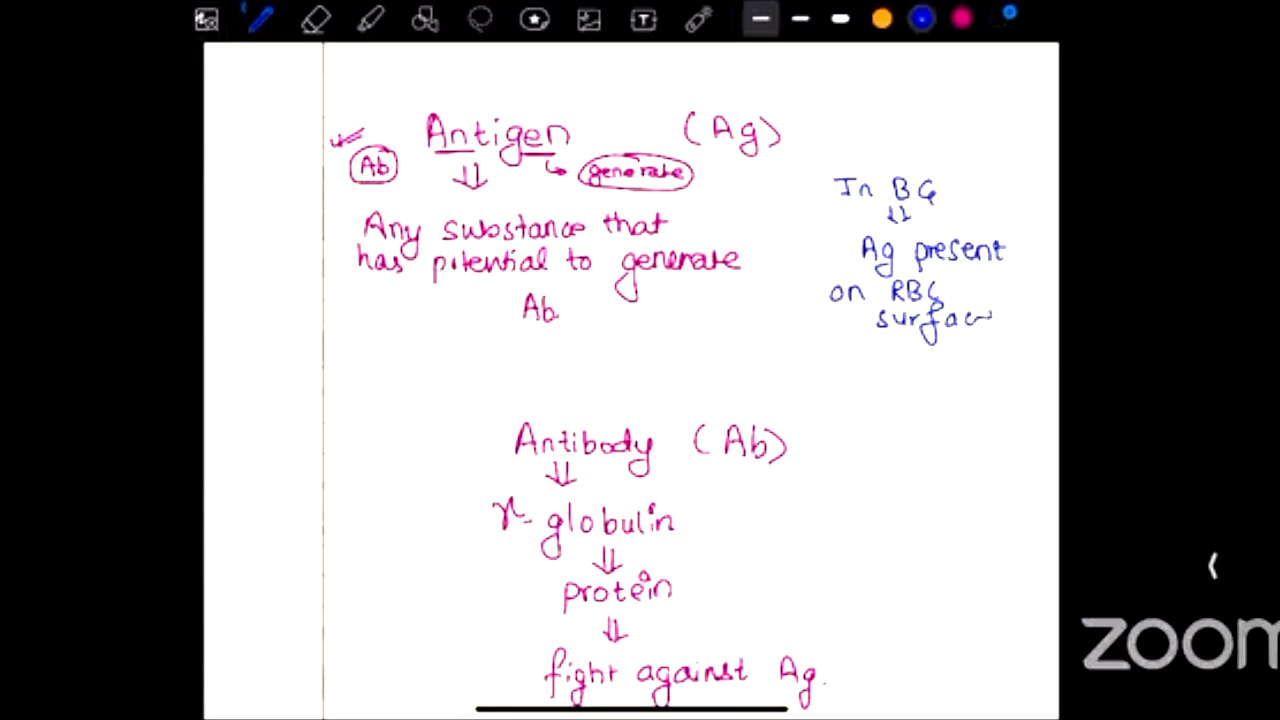 Antigen (Ag)
Ab
generate
Any substance that
has potential to generate
Ab
In BG
Ag present
on RBC
surface
Antibody (Ab)
γ-globulin
protein
fight against Ag.
zoom